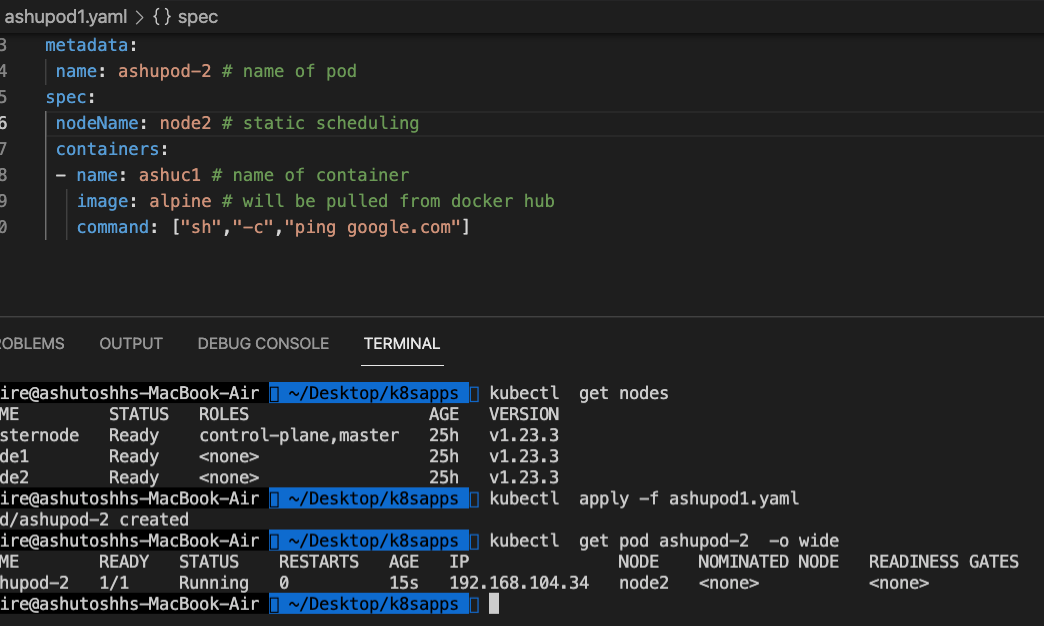 ashupod1.yaml > {} spec
3 metadata:
4 name: ashupod-2 # name of pod
5 spec:
6 nodeName: node2 # static scheduling
7 containers:
8 - name: ashuc1 # name of container
9 image: alpine # will be pulled from docker hub
0 command: ["sh","-c","ping google.com"]
ROBLEMS OUTPUT DEBUG CONSOLE TERMINAL
ire@ashutoshhs-MacBook-Air ~/Desktop/k8sapps kubectl get nodes
ME STATUS ROLES AGE VERSION
sternode Ready control-plane,master 25h v1.23.3
de1 Ready <none> 25h v1.23.3
de2 Ready <none> 25h v1.23.3
ire@ashutoshhs-MacBook-Air ~/Desktop/k8sapps kubectl apply -f ashupod1.yaml
d/ashupod-2 created
ire@ashutoshhs-MacBook-Air ~/Desktop/k8sapps kubectl get pod ashupod-2 -o wide
ME READY STATUS RESTARTS AGE IP NODE NOMINATED NODE READINESS GATES
hupod-2 1/1 Running 0 15s 192.168.104.34 node2 <none> <none>
ire@ashutoshhs-MacBook-Air ~/Desktop/k8sapps